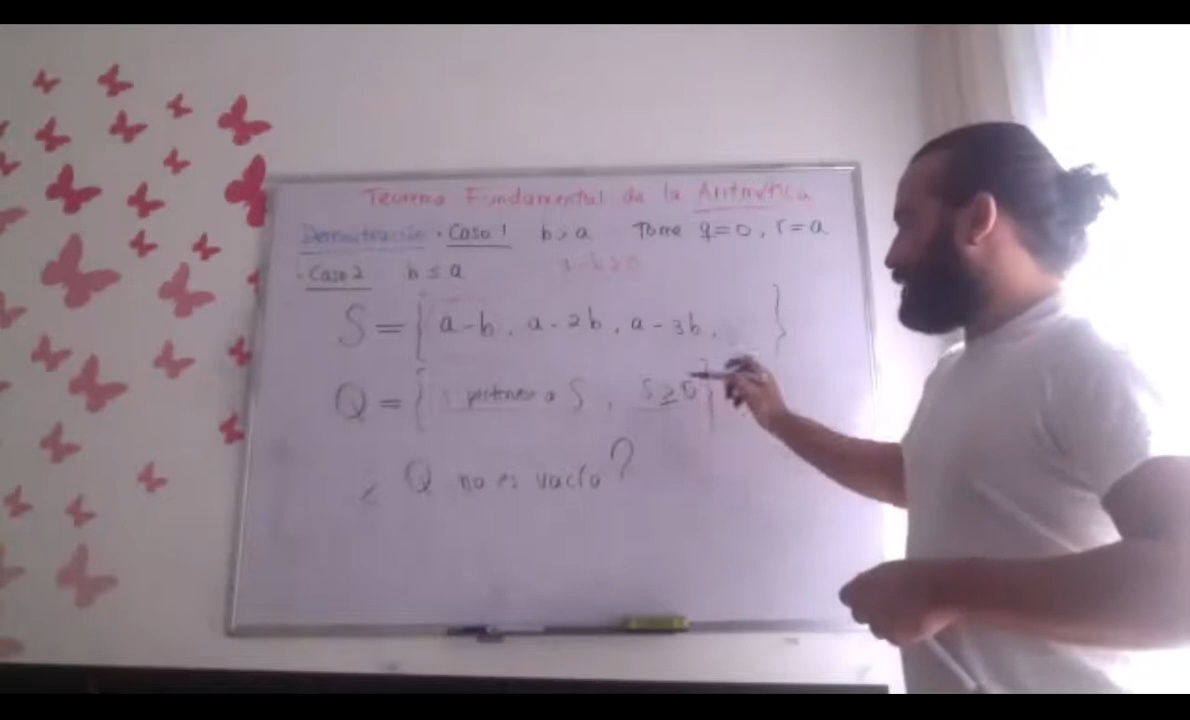 Teorema Fundamental de la Aritmética
Demostración · Caso 1 b > a Tome q=0, r=a
· Caso 2 b ≤ a a-b≥0
S = { a-b, a-2b, a-3b, }
Q = { pertenece a S, s ≥ 0 }
¿ Q no es vacío?